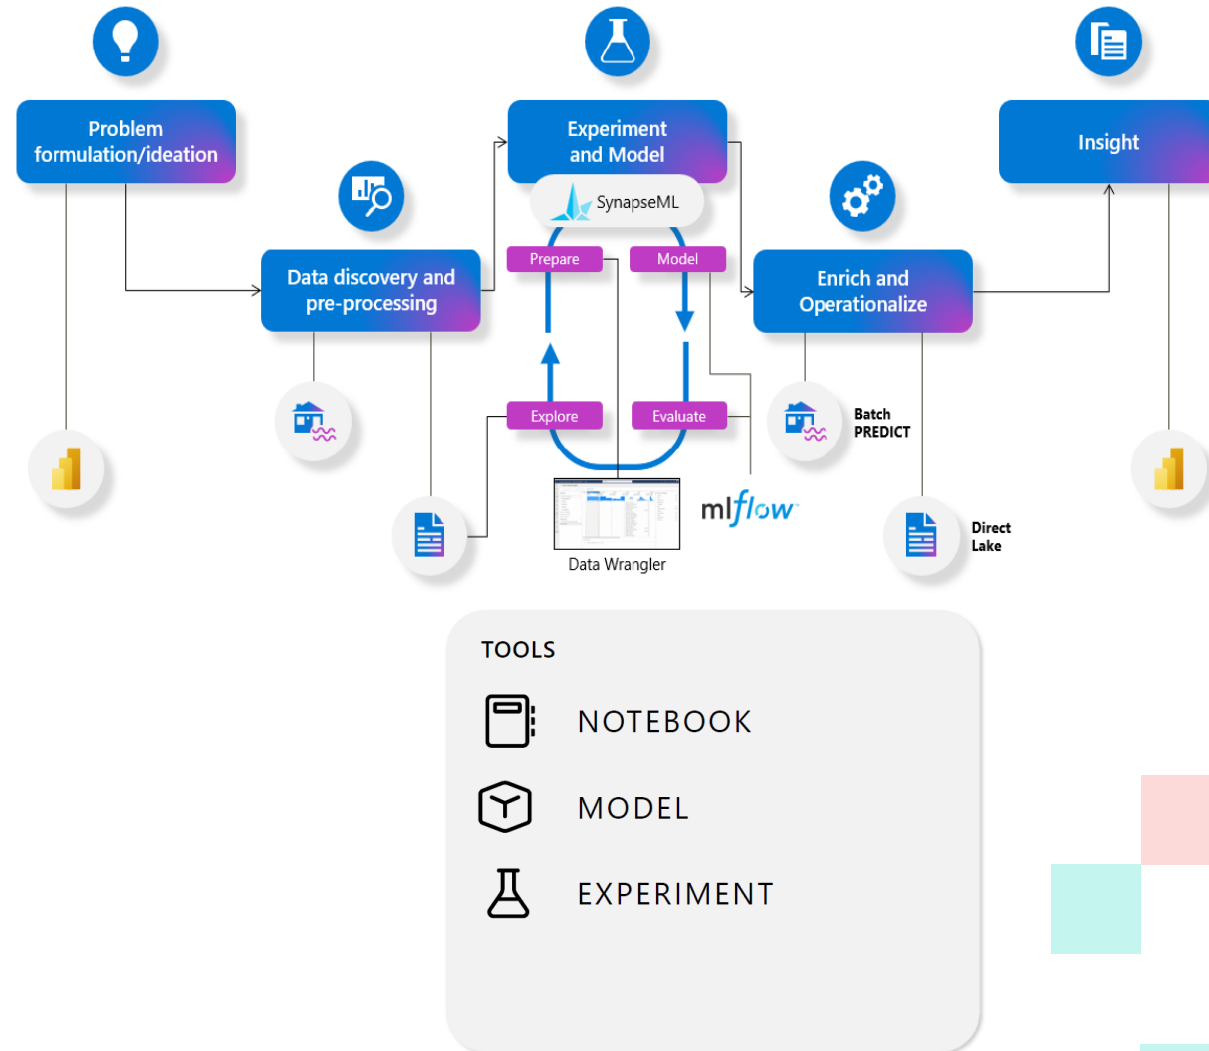 Problem
formulation/ideation
Data discovery and
pre-processing
Experiment
and Model
SynapseML
Prepare
Model
Explore
Evaluate
Data Wrangler
mlflow
Enrich and
Operationalize
Batch
PREDICT
Direct
Lake
Insight
TOOLS
NOTEBOOK
MODEL
EXPERIMENT